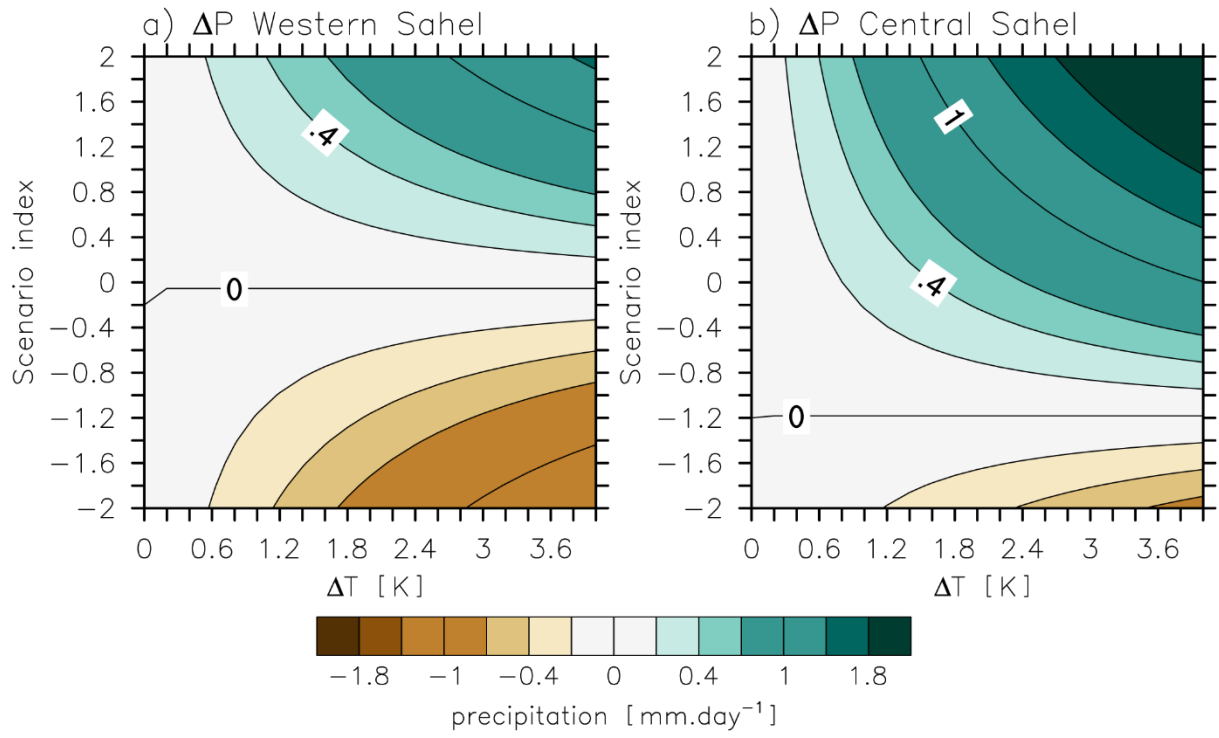 a) ΔP Western Sahel
b) ΔP Central Sahel
2
1.6
1.2
0.8
0.4
0
−0.4
−0.8
−1.2
−1.6
−2
Scenario index
.4
0
0 0.6 1.2 1.8 2.4 3 3.6
ΔT [K]
2
1.6
1.2
0.8
0.4
0
−0.4
−0.8
−1.2
−1.6
−2
Scenario index
1
.4
0
0 0.6 1.2 1.8 2.4 3 3.6
ΔT [K]
−1.8 −1 −0.4 0 0.4 1 1.8
precipitation [mm.day⁻¹]